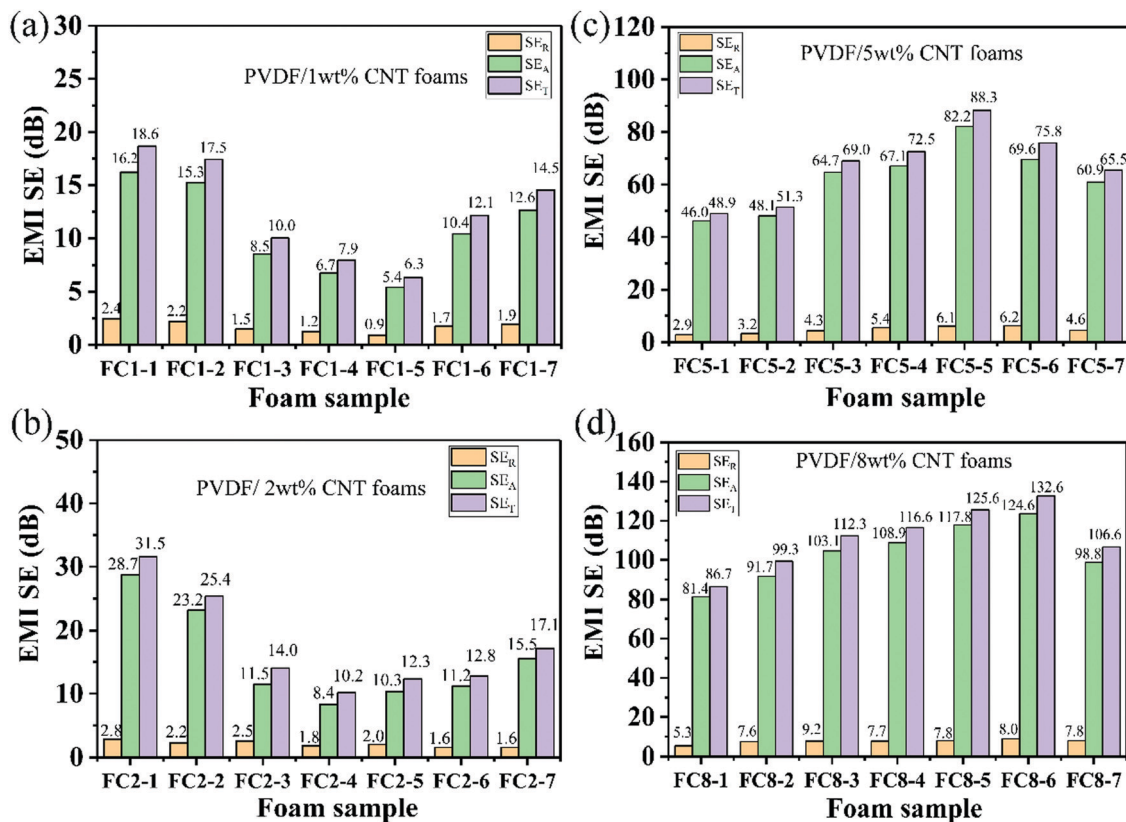 (a)
30
25
20
15
10
5
0
EMI SE (dB)
PVDF/1wt% CNT foams
SE_R
SE_A
SE_T
2.4 16.2 18.6
2.2 15.3 17.5
1.5 8.5 10.0
1.2 6.7 7.9
0.9 5.4 6.3
1.7 10.4 12.1
1.9 12.6 14.5
FC1-1 FC1-2 FC1-3 FC1-4 FC1-5 FC1-6 FC1-7
Foam sample
(b)
50
40
30
20
10
0
EMI SE (dB)
PVDF/ 2wt% CNT foams
SE_R
SE_A
SE_T
2.8 28.7 31.5
2.2 23.2 25.4
2.5 11.5 14.0
1.8 8.4 10.2
2.0 10.3 12.3
1.6 11.2 12.8
1.6 15.5 17.1
FC2-1 FC2-2 FC2-3 FC2-4 FC2-5 FC2-6 FC2-7
Foam sample
(c)
120
100
80
60
40
20
0
EMI SE (dB)
PVDF/5wt% CNT foams
SE_R
SE_A
SE_T
2.9 46.0 48.9
3.2 48.1 51.3
4.3 64.7 69.0
5.4 67.1 72.5
6.1 82.2 88.3
6.2 69.6 75.8
4.6 60.9 65.5
FC5-1 FC5-2 FC5-3 FC5-4 FC5-5 FC5-6 FC5-7
Foam sample
(d)
160
140
120
100
80
60
40
20
0
EMI SE (dB)
PVDF/8wt% CNT foams
SE_R
SE_A
SE_T
5.3 81.4 86.7
7.6 91.7 99.3
9.2 103.1 112.3
7.7 108.9 116.6
7.8 117.8 125.6
8.0 124.6 132.6
7.8 98.8 106.6
FC8-1 FC8-2 FC8-3 FC8-4 FC8-5 FC8-6 FC8-7
Foam sample